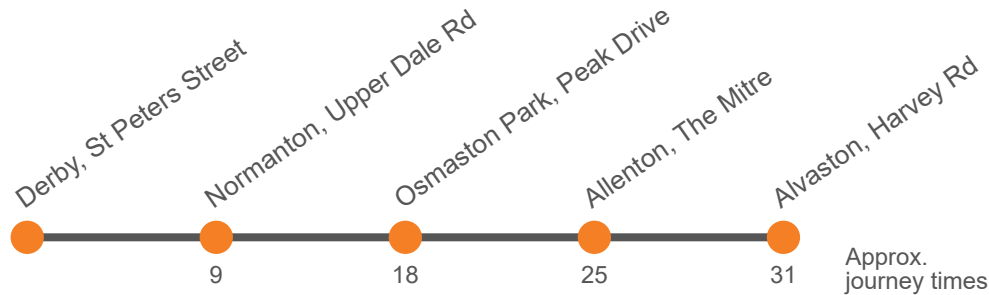 Derby, St Peters Street
Normanton, Upper Dale Rd
Osmaston Park, Peak Drive
Allenton, The Mitre
Alvaston, Harvey Rd
9
18
25
31
Approx.
journey times